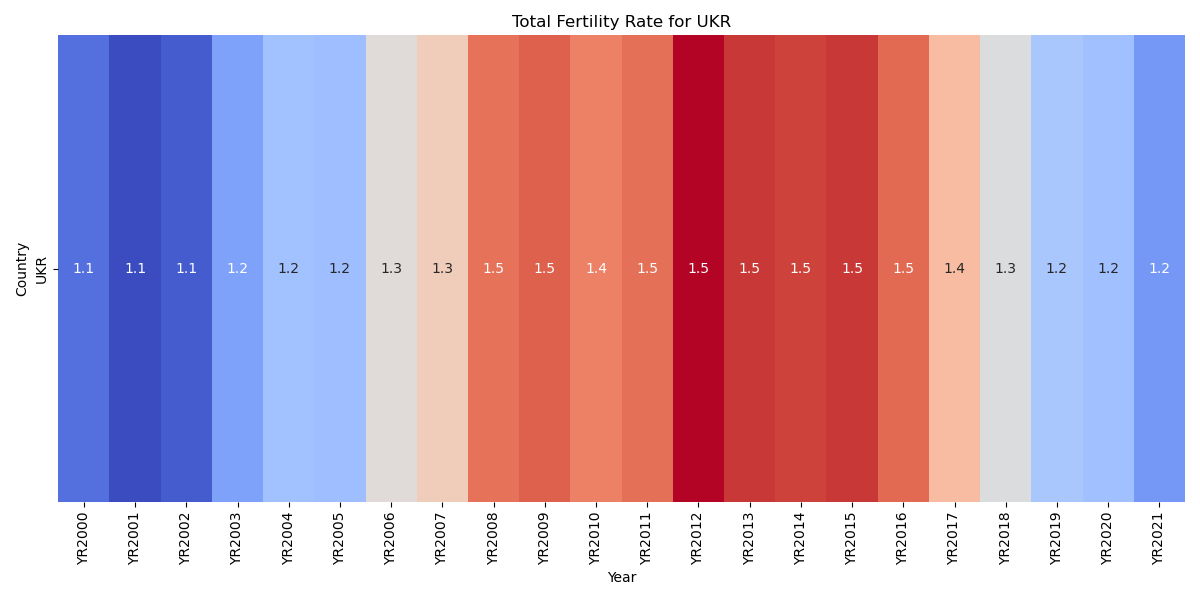 Total Fertility Rate for UKR
Country
UKR
1.1 1.1 1.1 1.2 1.2 1.2 1.3 1.3 1.5 1.5 1.4 1.5 1.5 1.5 1.5 1.5 1.5 1.4 1.3 1.2 1.2 1.2
YR2000 YR2001 YR2002 YR2003 YR2004 YR2005 YR2006 YR2007 YR2008 YR2009 YR2010 YR2011 YR2012 YR2013 YR2014 YR2015 YR2016 YR2017 YR2018 YR2019 YR2020 YR2021
Year